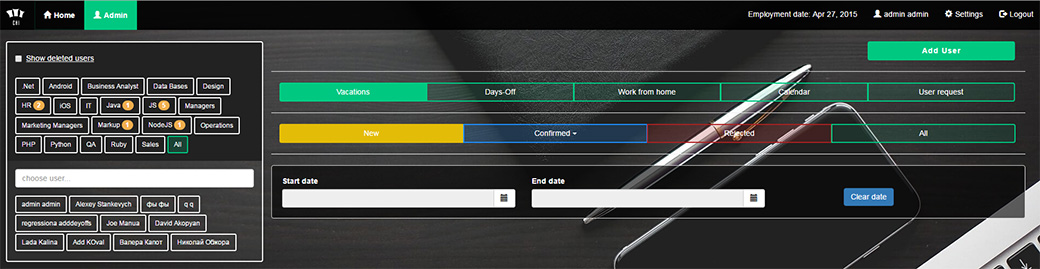 CHI
Home
Admin
Employment date: Apr 27, 2015
admin admin
Settings
Logout
Show deleted users
.Net Android Business Analyst Data Bases Design
HR 2 iOS IT Java 1 JS 5 Managers
Marketing Managers Markup 1 NodeJS 1 Operations
PHP Python QA Ruby Sales All
choose user...
admin admin Alexey Stankevych фы фы q q
regressiona adddeyoffs Joe Manua David Akopyan
Lada Kalina Add KOval Валера Капот Николай Обжора
Add User
Vacations Days-Off Work from home Calendar User request
New Confirmed Rejected All
Start date End date
Clear date